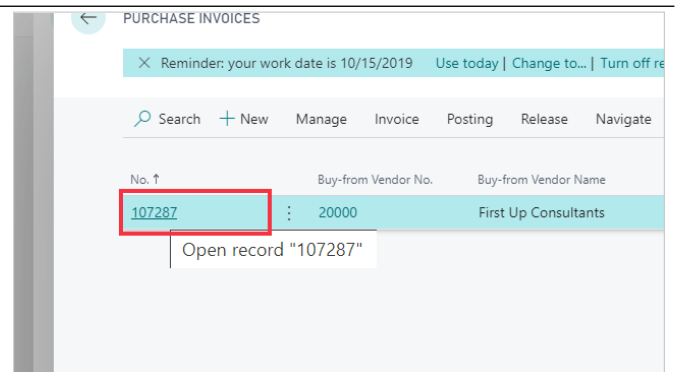 PURCHASE INVOICES
Reminder: your work date is 10/15/2019 Use today | Change to... | Turn off
Search + New Manage Invoice Posting Release Navigate
No. ↑ Buy-from Vendor No. Buy-from Vendor Name
107287 20000 First Up Consultants
Open record "107287"